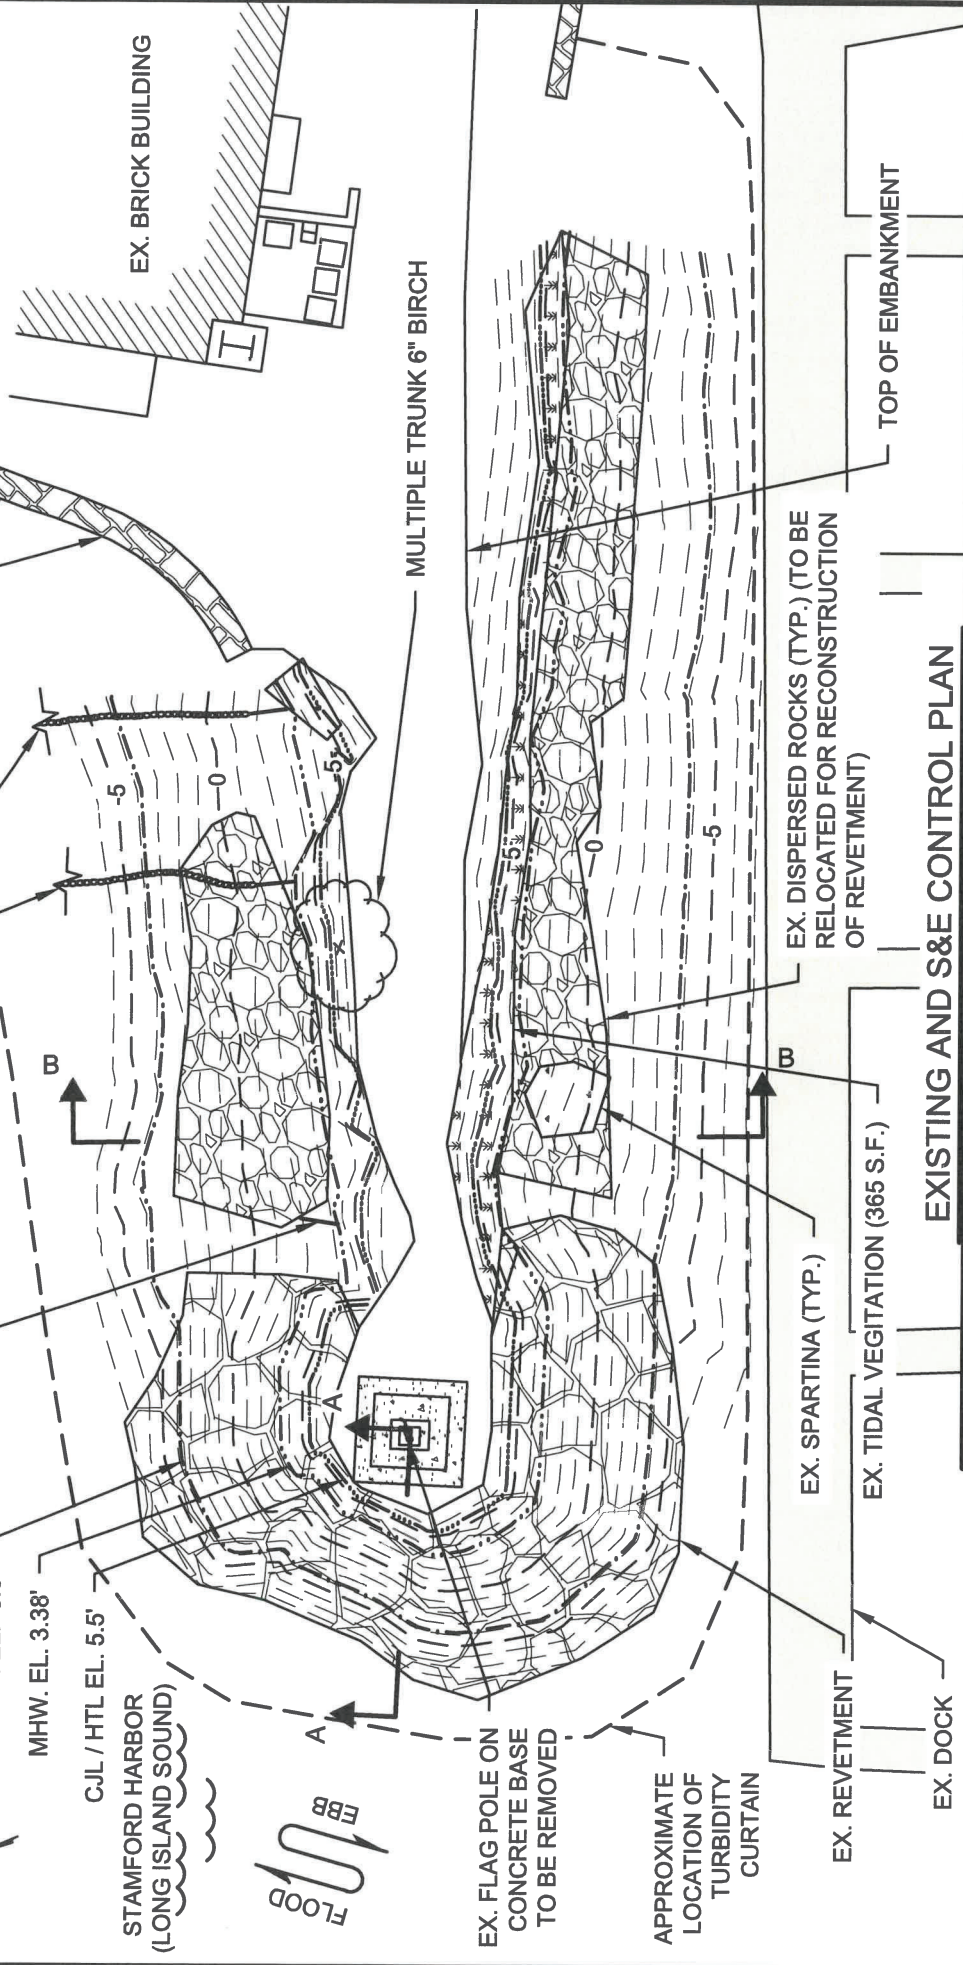 EX. BRICK BUILDING
MULTIPLE TRUNK 6" BIRCH
TOP OF EMBANKMENT
EX. DISPERSED ROCKS (TYP.) (TO BE
RELOCATED FOR RECONSTRUCTION
OF REVETMENT)
-5
0
5
X
5
0
-5
B
B
A
A
MHW. EL. 3.38'
CJL / HTL EL. 5.5'
STAMFORD HARBOR
(LONG ISLAND SOUND)
FLOOD
EBB
EX. FLAG POLE ON
CONCRETE BASE
TO BE REMOVED
APPROXIMATE
LOCATION OF
TURBIDITY
CURTAIN
EX. REVETMENT
EX. DOCK
EX. SPARTINA (TYP.)
EX. TIDAL VEGITATION (365 S.F.)
EXISTING AND S&E CONTROL PLAN